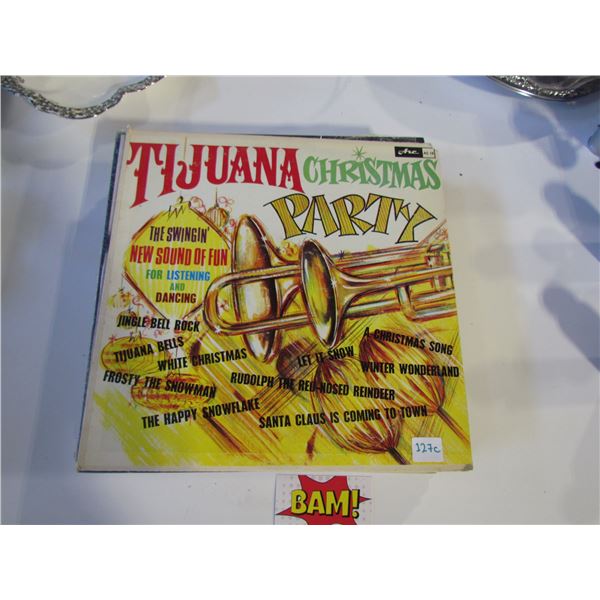 TIJUANA CHRISTMAS
PARTY
Arc
THE SWINGIN'
NEW SOUND OF FUN
FOR LISTENING
AND
DANCING
JINGLE BELL ROCK
TIJUANA BELLS
WHITE CHRISTMAS
LET IT SNOW
A CHRISTMAS SONG
WINTER WONDERLAND
FROSTY THE SNOWMAN
RUDOLPH THE RED-NOSED REINDEER
THE HAPPY SNOWFLAKE
SANTA CLAUS IS COMING TO TOWN
127c
BAM!